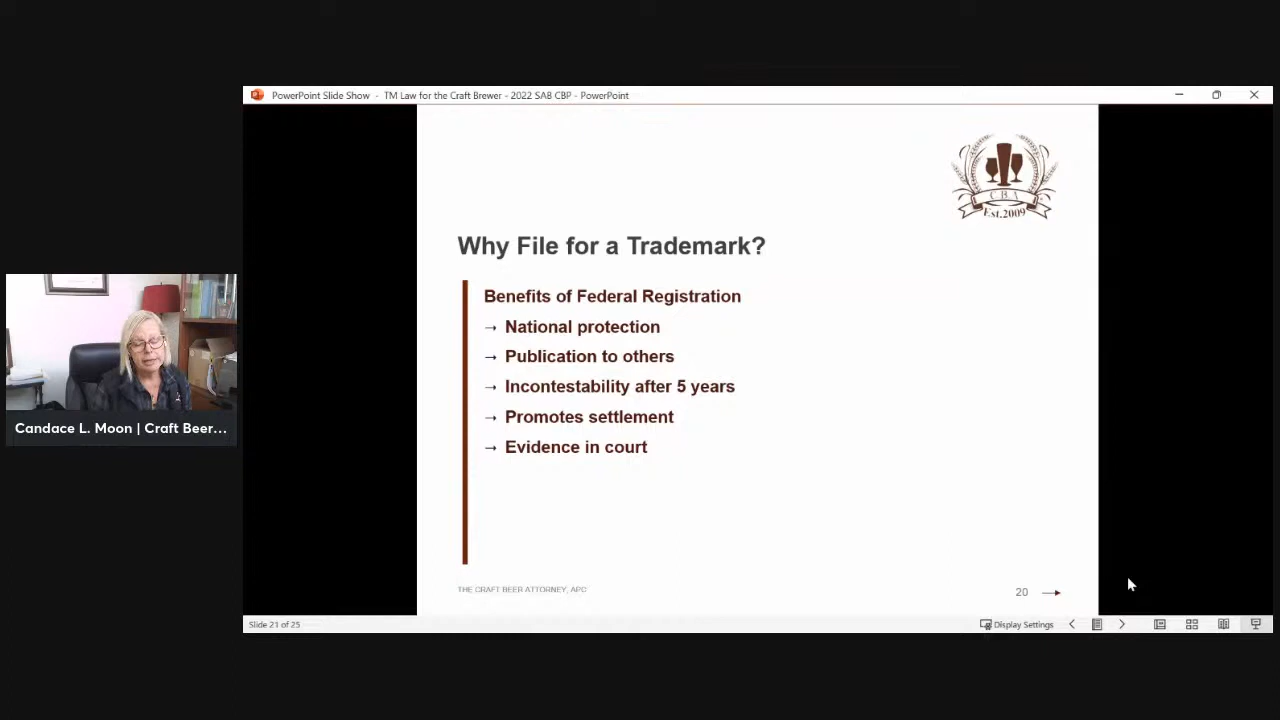 PowerPoint Slide Show - TM Law for the Craft Brewer - 2022 SAB CBP - PowerPoint
C.B.A
Est.2009
Why File for a Trademark?
Benefits of Federal Registration
→ National protection
→ Publication to others
→ Incontestability after 5 years
→ Promotes settlement
→ Evidence in court
Candace L. Moon | Craft Beer...
THE CRAFT BEER ATTORNEY, APC
20
Slide 21 of 25
Display Settings